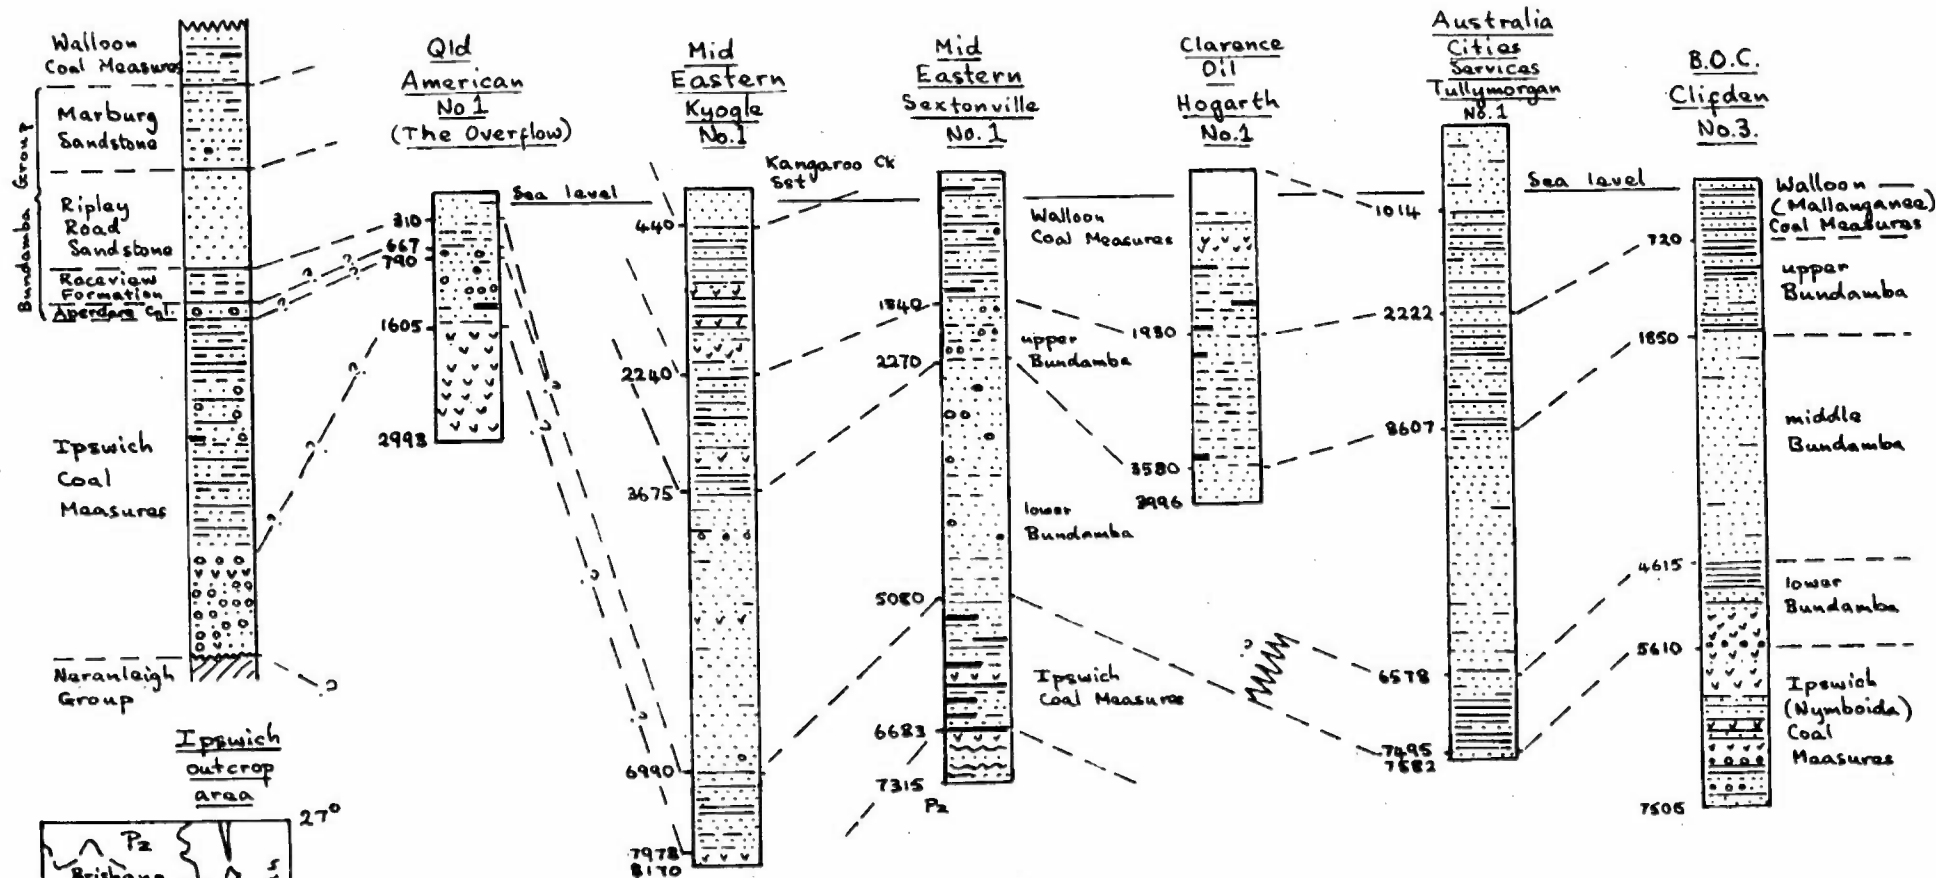 Walloon
Coal Measures
Bundamba Group
Marburg
Sandstone
Ripley
Road
Sandstone
Raceview
Formation
Aperdare Cgl.
Ipswich
Coal
Measures
Neranleigh
Group
Ipswich
outcrop
area
27°
Pz
Brisbane
Qld
American
No.1
(The Overflow)
310
667
790
1605
2993
Sea level
Mid
Eastern
Kyogle
No.1
440
2240
3675
6990
7978
8170
Kangaroo Ck
Sst
Mid
Eastern
Sextonville
No.1
1840
2270
5080
6683
7315
Pz
Walloon
Coal Measures
upper
Bundamba
lower
Bundamba
Ipswich
Coal Measures
Clarence
Oil
Hogarth
No.1
1930
3580
3996
?
Australia
Cities
Services
Tullymorgan
No.1
1014
2222
3607
6578
7495
7582
Sea level
B.O.C.
Clifden
No.3.
720
1850
4615
5610
7505
Walloon
(Mallanganee)
Coal Measures
upper
Bundamba
middle
Bundamba
lower
Bundamba
Ipswich
(Nymboida)
Coal
Measures